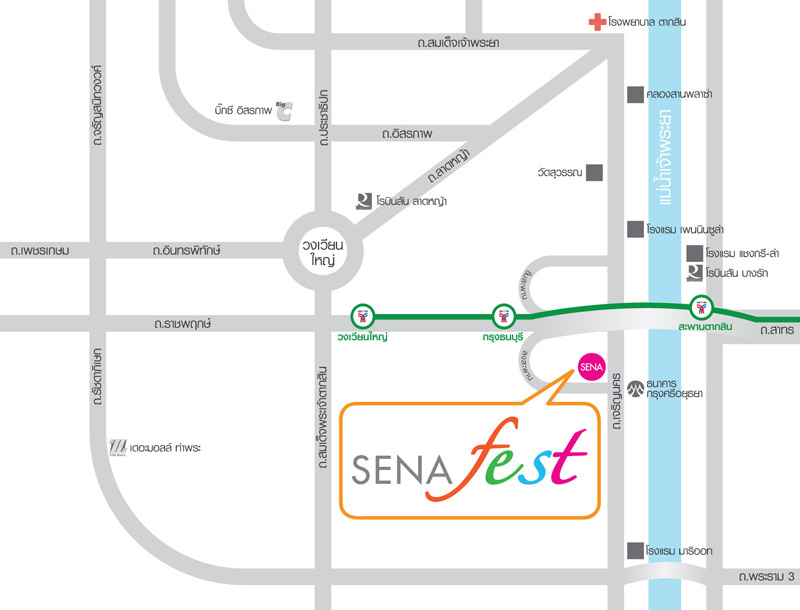 โรงพยาบาล ตากสิน
ถ.สมเด็จเจ้าพระยา
ถ.จรัญสนิทวงศ์
ถ.ประชาธิปก
Big
C
บิ๊กซี อิสรภาพ
ถ.อิสรภาพ
คลองสานพลาซ่า
แม่น้ำเจ้าพระยา
ถ.ลาดหญ้า
วัดสุวรรณ
โรบินสัน ลาดหญ้า
โรงแรม เพนนินซูล่า
ถ.เพชรเกษม
ถ.อินทรพิทักษ์
วงเวียน
ใหญ่
โรงแรม แชงกรี-ล่า
โรบินสัน บางรัก
ขึ้นสะพาน
ถ.ราชพฤกษ์
วงเวียนใหญ่
กรุงธนบุรี
สะพานตากสิน
ถ.สาทร
ถ.รัชดาภิเษก
ถ.สมเด็จพระเจ้าตากสิน
ลงสะพาน
SENA
ถ.เจริญนคร
ธนาคาร
กรุงศรีอยุธยา
เดอะมอลล์ ท่าพระ
SENA fest
โรงแรม มาริออท
ถ.พระราม 3